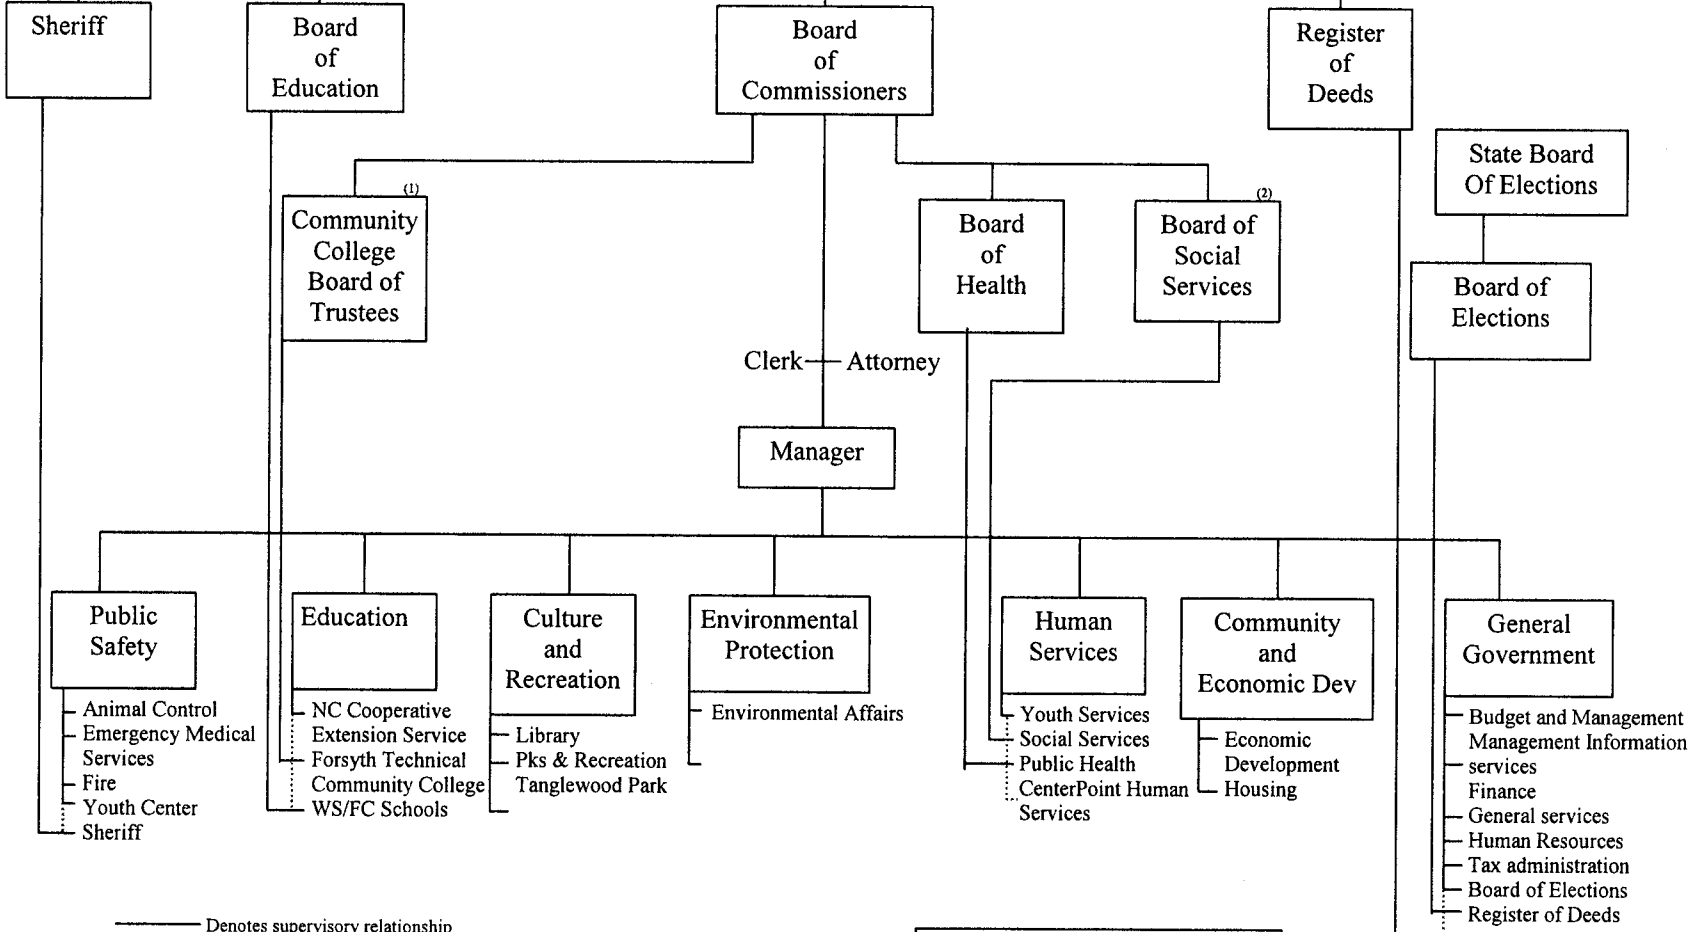 Sheriff
Board
of
Education
Board
of
Commissioners
Register
of
Deeds
State Board
Of Elections
(1)
Community
College
Board of
Trustees
Board
of
Health
(2)
Board of
Social
Services
Board of
Elections
Clerk
Attorney
Manager
Public
Safety
Animal Control
Emergency Medical
Services
Fire
Youth Center
Sheriff
Education
NC Cooperative
Extension Service
Forsyth Technical
Community College
WS/FC Schools
Culture
and
Recreation
Library
Pks & Recreation
Tanglewood Park
Environmental
Protection
Environmental Affairs
Human
Services
Youth Services
Social Services
Public Health
CenterPoint Human
Services
Community
and
Economic Dev
Economic
Development
Housing
General
Government
Budget and Management
Management Information
services
Finance
General services
Human Resources
Tax administration
Board of Elections
Register of Deeds
Denotes supervisory relationship